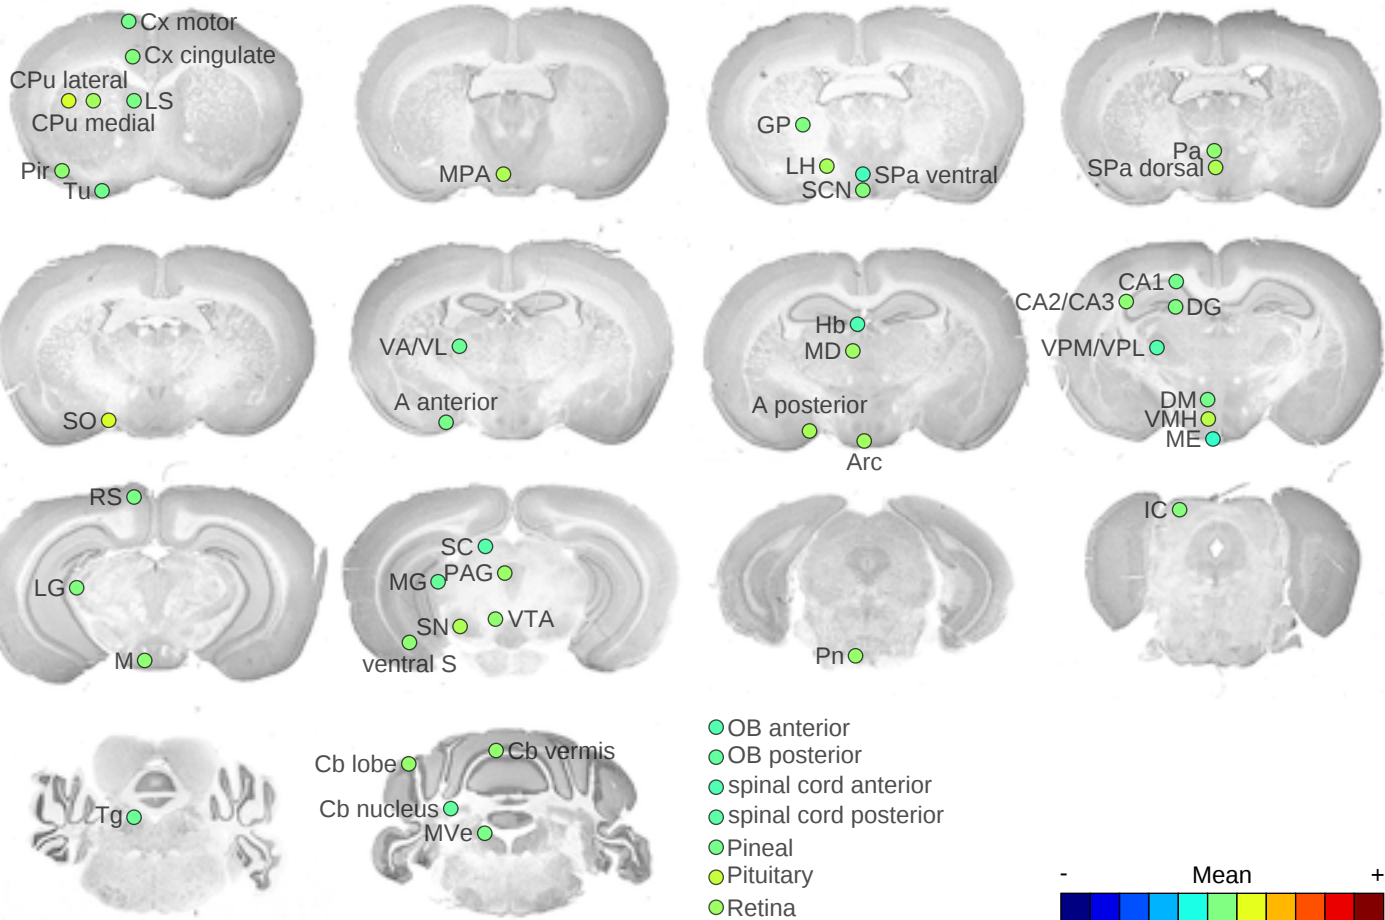 Cx motor
Cx cingulate
CPu lateral
LS
CPu medial
Pir
Tu
MPA
GP
LH
SPa ventral
SCN
Pa
SPa dorsal
SO
VA/VL
A anterior
Hb
MD
A posterior
Arc
CA1
CA2/CA3
DG
VPM/VPL
DM
VMH
ME
RS
LG
M
SC
MG
PAG
SN
VTA
ventral S
Pn
IC
Tg
Cb lobe
Cb vermis
Cb nucleus
MVe
OB anterior
OB posterior
spinal cord anterior
spinal cord posterior
Pineal
Pituitary
Retina
- Mean +